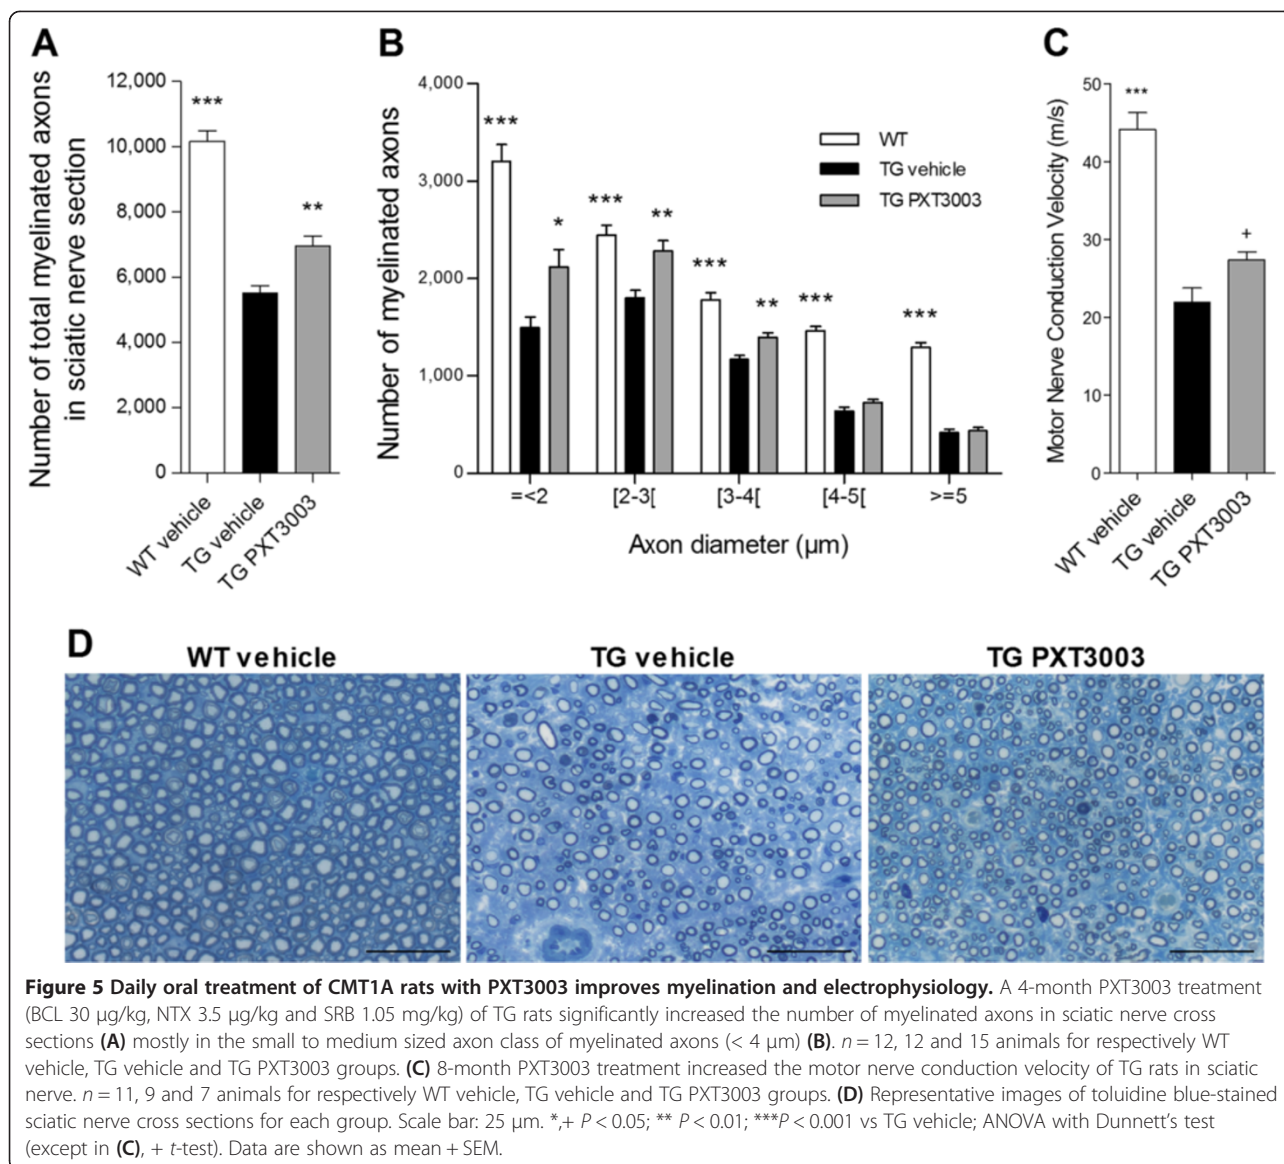 A
Number of total myelinated axons
in sciatic nerve section
12,000
10,000
8,000
6,000
4,000
2,000
0
***
**
WT vehicle
TG vehicle
TG PXT3003
B
Number of myelinated axons
4,000
3,000
2,000
1,000
0
***
*
***
**
***
**
***
***
WT
TG vehicle
TG PXT3003
=<2
[2-3[
[3-4[
[4-5[
>=5
Axon diameter (µm)
C
Motor Nerve Conduction Velocity (m/s)
50
40
30
20
10
0
***
+
WT vehicle
TG vehicle
TG PXT3003
D
WT vehicle
TG vehicle
TG PXT3003
Figure 5 Daily oral treatment of CMT1A rats with PXT3003 improves myelination and electrophysiology. A 4-month PXT3003 treatment
(BCL 30 µg/kg, NTX 3.5 µg/kg and SRB 1.05 mg/kg) of TG rats significantly increased the number of myelinated axons in sciatic nerve cross
sections (A) mostly in the small to medium sized axon class of myelinated axons (< 4 µm) (B). n = 12, 12 and 15 animals for respectively WT
vehicle, TG vehicle and TG PXT3003 groups. (C) 8-month PXT3003 treatment increased the motor nerve conduction velocity of TG rats in sciatic
nerve. n = 11, 9 and 7 animals for respectively WT vehicle, TG vehicle and TG PXT3003 groups. (D) Representative images of toluidine blue-stained
sciatic nerve cross sections for each group. Scale bar: 25 µm. *,+ P < 0.05; ** P < 0.01; ***P < 0.001 vs TG vehicle; ANOVA with Dunnett's test
(except in (C), + t-test). Data are shown as mean + SEM.